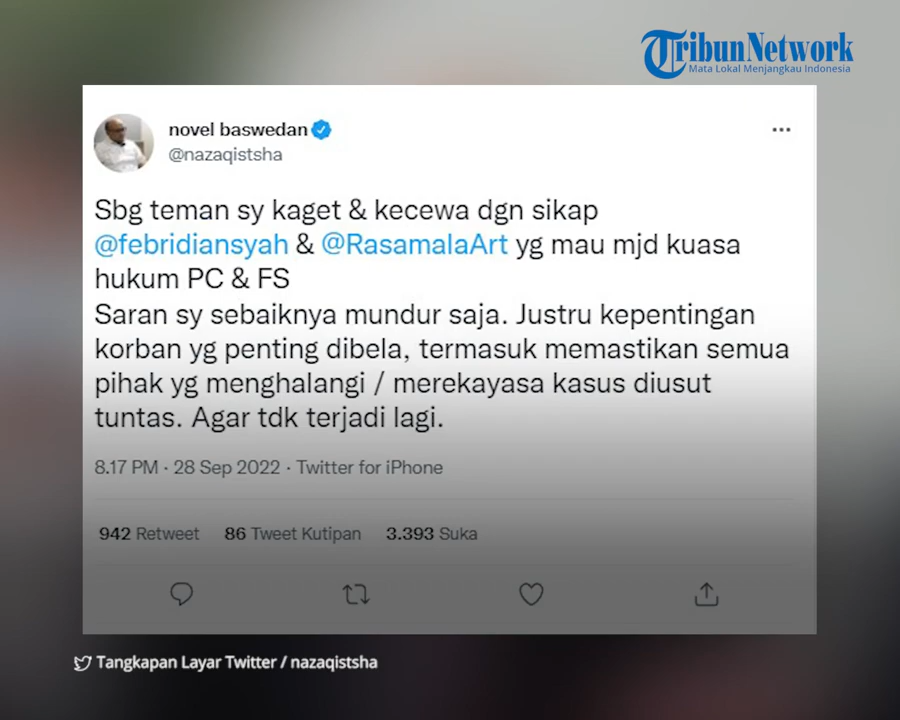 TribunNetwork
Mata Lokal Menjangkau Indonesia
novel baswedan
@nazaqistsha
Sbg teman sy kaget & kecewa dgn sikap
@febridiansyah & @RasamalaArt yg mau mjd kuasa
hukum PC & FS
Saran sy sebaiknya mundur saja. Justru kepentingan
korban yg penting dibela, termasuk memastikan semua
pihak yg menghalangi / merekayasa kasus diusut
tuntas. Agar tdk terjadi lagi.
8.17 PM · 28 Sep 2022 · Twitter for iPhone
942 Retweet 86 Tweet Kutipan 3.393 Suka
Tangkapan Layar Twitter / nazaqistsha